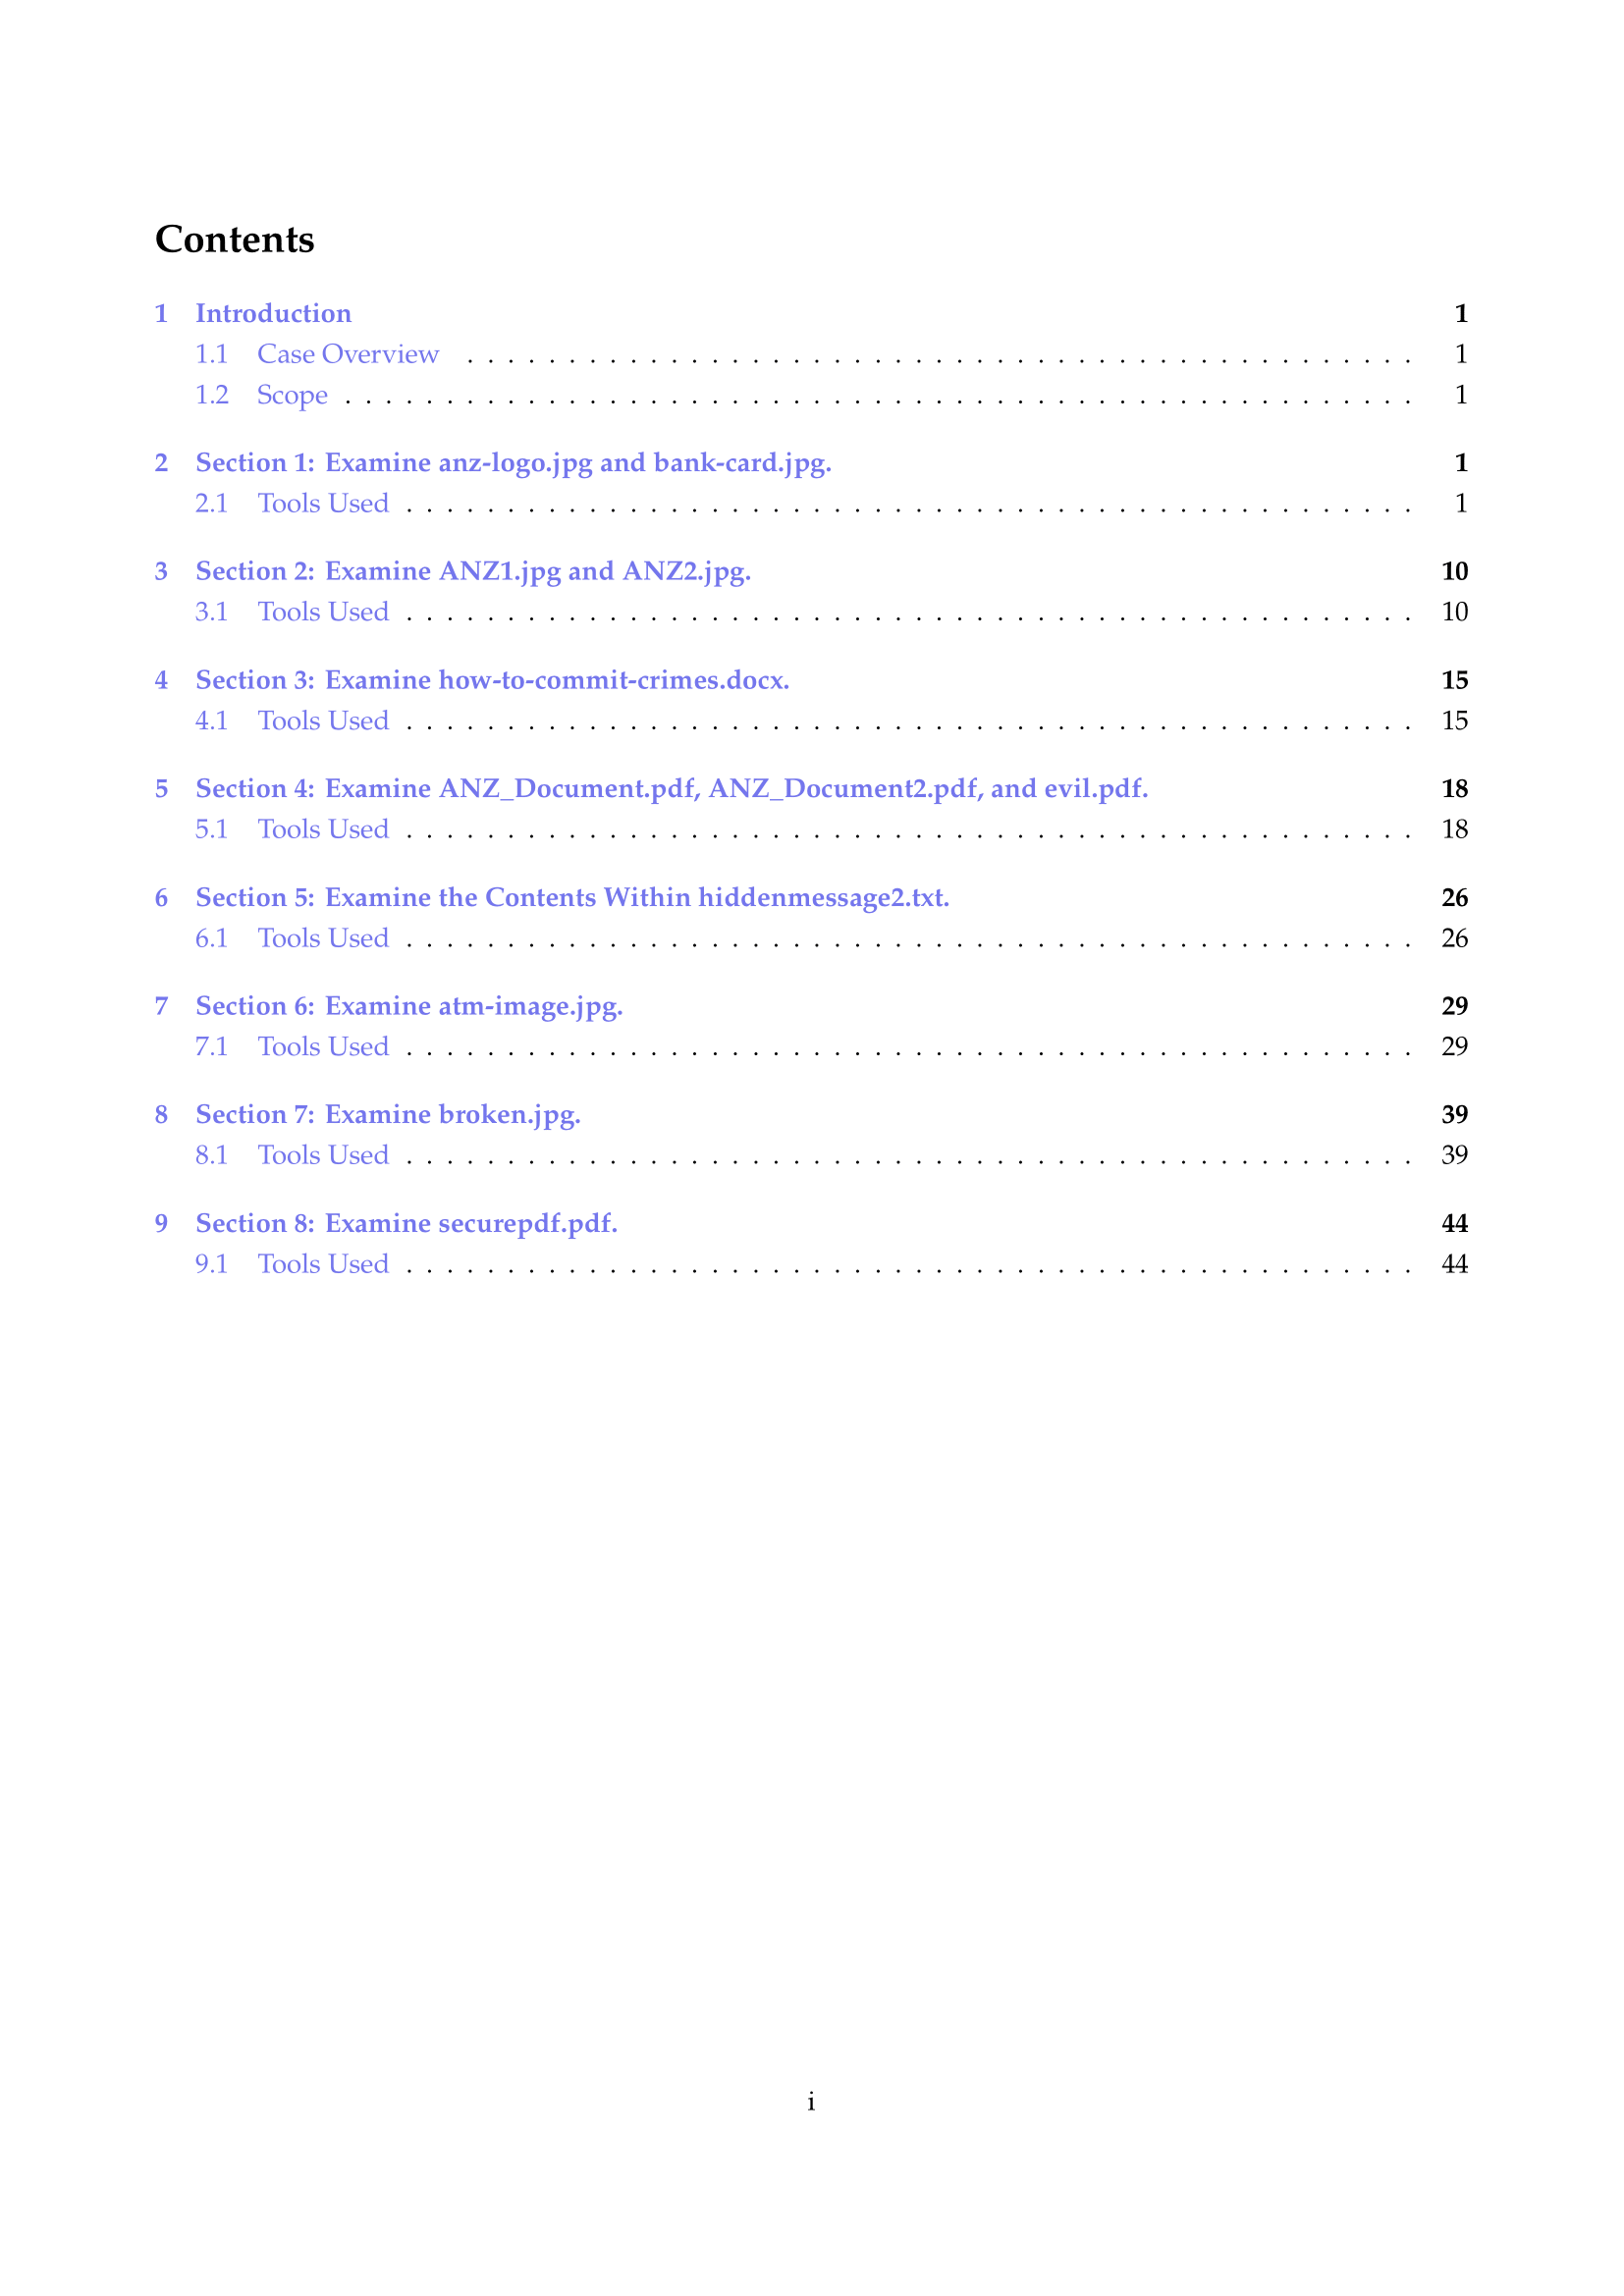 Contents
1 Introduction 1
1.1 Case Overview . . . . . . . . . . . . . . . . . . . . . . . . . . . . . . . . . . . . . . . . . . . . . . . 1
1.2 Scope . . . . . . . . . . . . . . . . . . . . . . . . . . . . . . . . . . . . . . . . . . . . . . . . . . . . . 1
2 Section 1: Examine anz-logo.jpg and bank-card.jpg. 1
2.1 Tools Used . . . . . . . . . . . . . . . . . . . . . . . . . . . . . . . . . . . . . . . . . . . . . . . . . . 1
3 Section 2: Examine ANZ1.jpg and ANZ2.jpg. 10
3.1 Tools Used . . . . . . . . . . . . . . . . . . . . . . . . . . . . . . . . . . . . . . . . . . . . . . . . . . 10
4 Section 3: Examine how-to-commit-crimes.docx. 15
4.1 Tools Used . . . . . . . . . . . . . . . . . . . . . . . . . . . . . . . . . . . . . . . . . . . . . . . . . . 15
5 Section 4: Examine ANZ_Document.pdf, ANZ_Document2.pdf, and evil.pdf. 18
5.1 Tools Used . . . . . . . . . . . . . . . . . . . . . . . . . . . . . . . . . . . . . . . . . . . . . . . . . . 18
6 Section 5: Examine the Contents Within hiddenmessage2.txt. 26
6.1 Tools Used . . . . . . . . . . . . . . . . . . . . . . . . . . . . . . . . . . . . . . . . . . . . . . . . . . 26
7 Section 6: Examine atm-image.jpg. 29
7.1 Tools Used . . . . . . . . . . . . . . . . . . . . . . . . . . . . . . . . . . . . . . . . . . . . . . . . . . 29
8 Section 7: Examine broken.jpg. 39
8.1 Tools Used . . . . . . . . . . . . . . . . . . . . . . . . . . . . . . . . . . . . . . . . . . . . . . . . . . 39
9 Section 8: Examine securepdf.pdf. 44
9.1 Tools Used . . . . . . . . . . . . . . . . . . . . . . . . . . . . . . . . . . . . . . . . . . . . . . . . . . 44
i